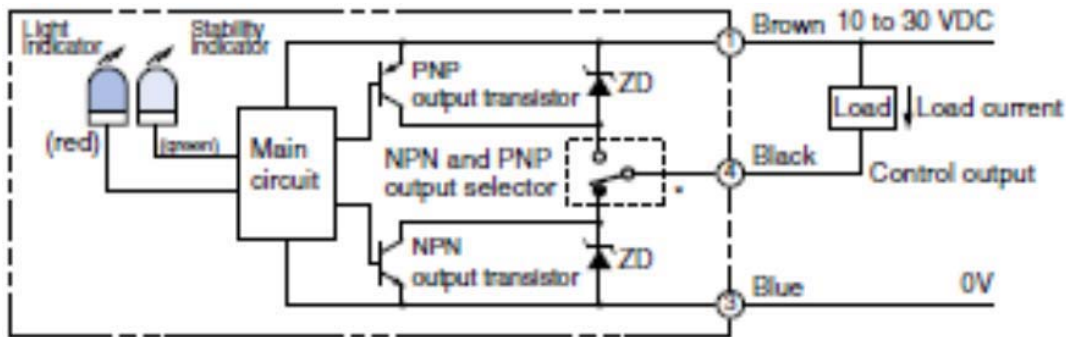 Light
Indicator
Stability
Indicator
(red)
(green)
Main
circuit
PNP
output transistor
ZD
NPN and PNP
output selector
*
NPN
output transistor
ZD
1
Brown
10 to 30 VDC
Load
Load current
4
Black
Control output
3
Blue
0V